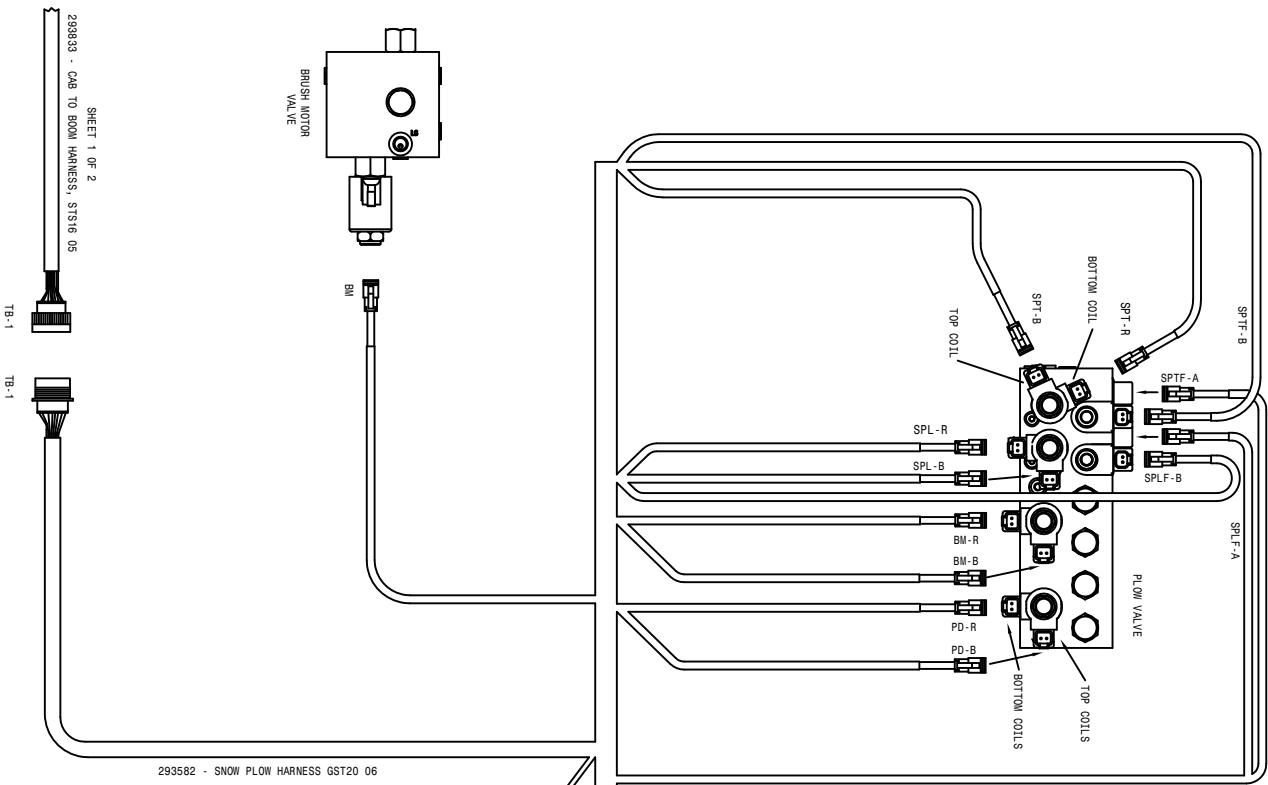 SHEET 1 OF 2
293833 - CAB TO BOOM HARNESS, STS16 05
TB-1
TB-1
BRUSH MOTOR
VALVE
LS
BM
SPT-B
BOTTOM COIL
TOP COIL
SPT-R
SPTF-B
SPTF-A
SPL-R
SPL-B
SPLF-B
SPLF-A
BM-R
BM-B
PD-R
PD-B
PLOW VALVE
TOP COILS
BOTTOM COILS
293582 - SNOW PLOW HARNESS GST20 06